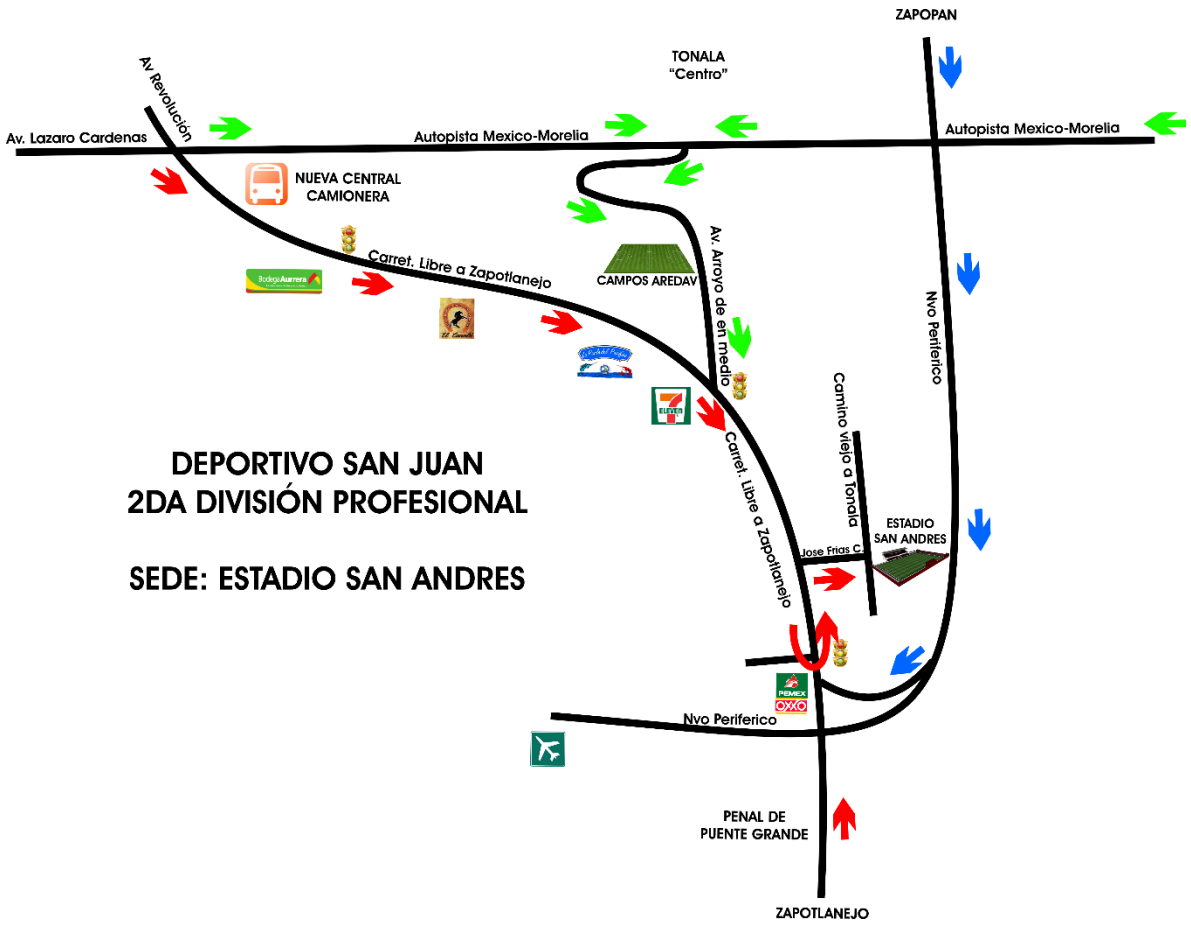 ZAPOPAN
TONALA
"Centro"
Av Revolución
Av. Lazaro Cardenas
Autopista Mexico-Morelia
Autopista Mexico-Morelia
NUEVA CENTRAL
CAMIONERA
Carret. Libre a Zapotlanejo
Bodega Aurrera
CAMPOS AREDAV
Av. Arroyo de en medio
Nvo Periferico
7
ELEVEN
Camino viejo a Tonala
Carret. Libre a Zapotlanejo
DEPORTIVO SAN JUAN
2DA DIVISIÓN PROFESIONAL
SEDE: ESTADIO SAN ANDRES
ESTADIO
SAN ANDRES
Jose Frias C.
PEMEX
OXXO
Nvo Periferico
PENAL DE
PUENTE GRANDE
ZAPOTLANEJO